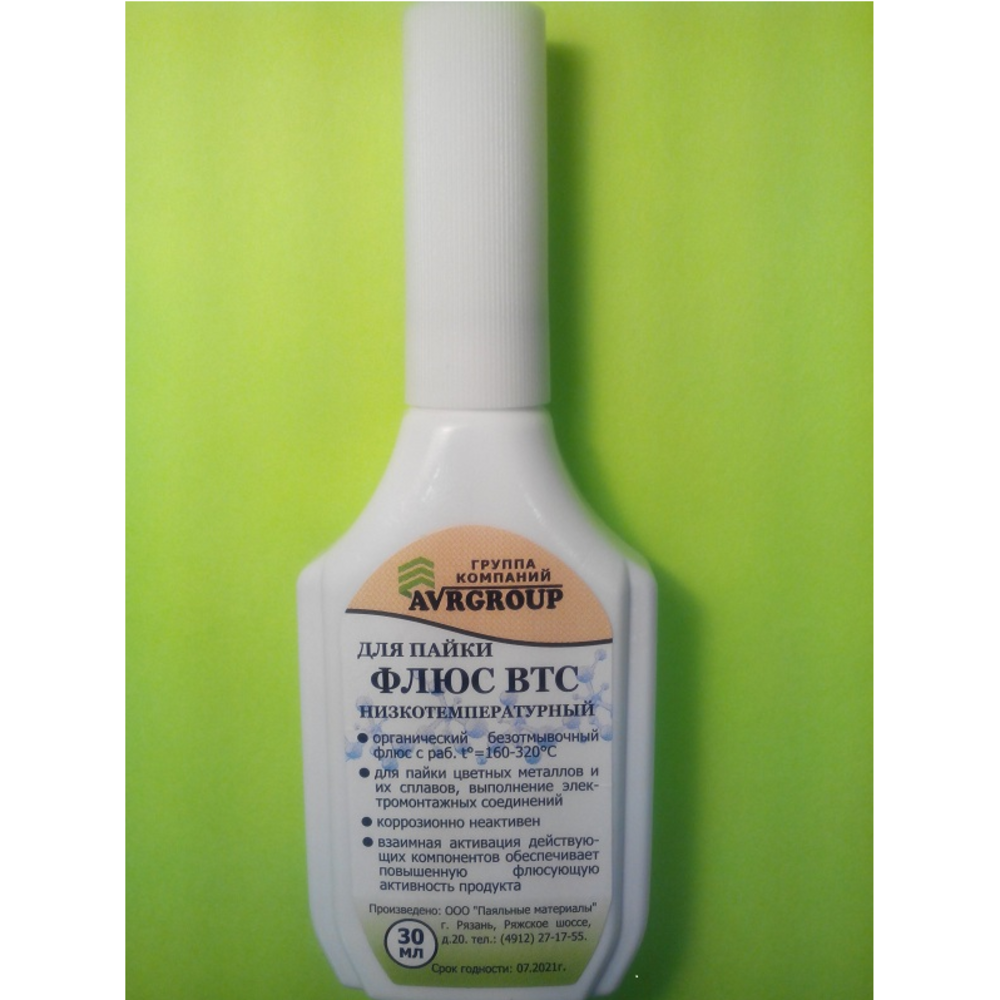 ГРУППА
КОМПАНИЙ
AVRGROUP
ДЛЯ ПАЙКИ
ФЛЮС ВТС
НИЗКОТЕМПЕРАТУРНЫЙ
● органический безотмывочный
флюс с раб. t°=160-320°С
● для пайки цветных металлов и
их сплавов, выполнение элек-
тромонтажных соединений
● коррозионно неактивен
● взаимная активация действую-
щих компонентов обеспечивает
повышенную флюсующую
активность продукта
Произведено: ООО "Паяльные материалы"
г. Рязань, Ряжское шоссе,
д.20. тел.: (4912) 27-17-55.
30
МЛ
Срок годности: 07.2021г.